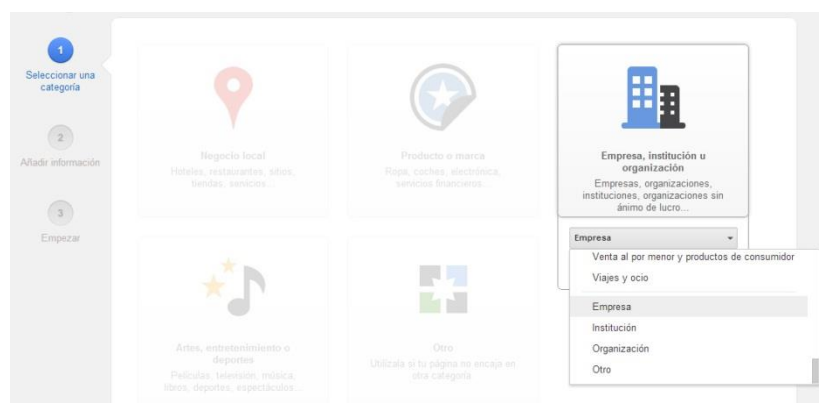 1
Seleccionar una
categoría
2
Añadir información
3
Empezar
Negocio local
Hoteles, restaurantes, sitios,
tiendas, servicios...
Producto o marca
Ropa, coches, electrónica,
servicios financieros...
Empresa, institución u
organización
Empresas, organizaciones,
instituciones, organizaciones sin
ánimo de lucro...
Empresa
Venta al por menor y productos de consumidor
Viajes y ocio
Empresa
Institución
Organización
Otro
Artes, entretenimiento o
deportes
Películas, televisión, música,
libros, deportes, espectáculos...
Otro
Utilízala si tu página no encaja en
otra categoría